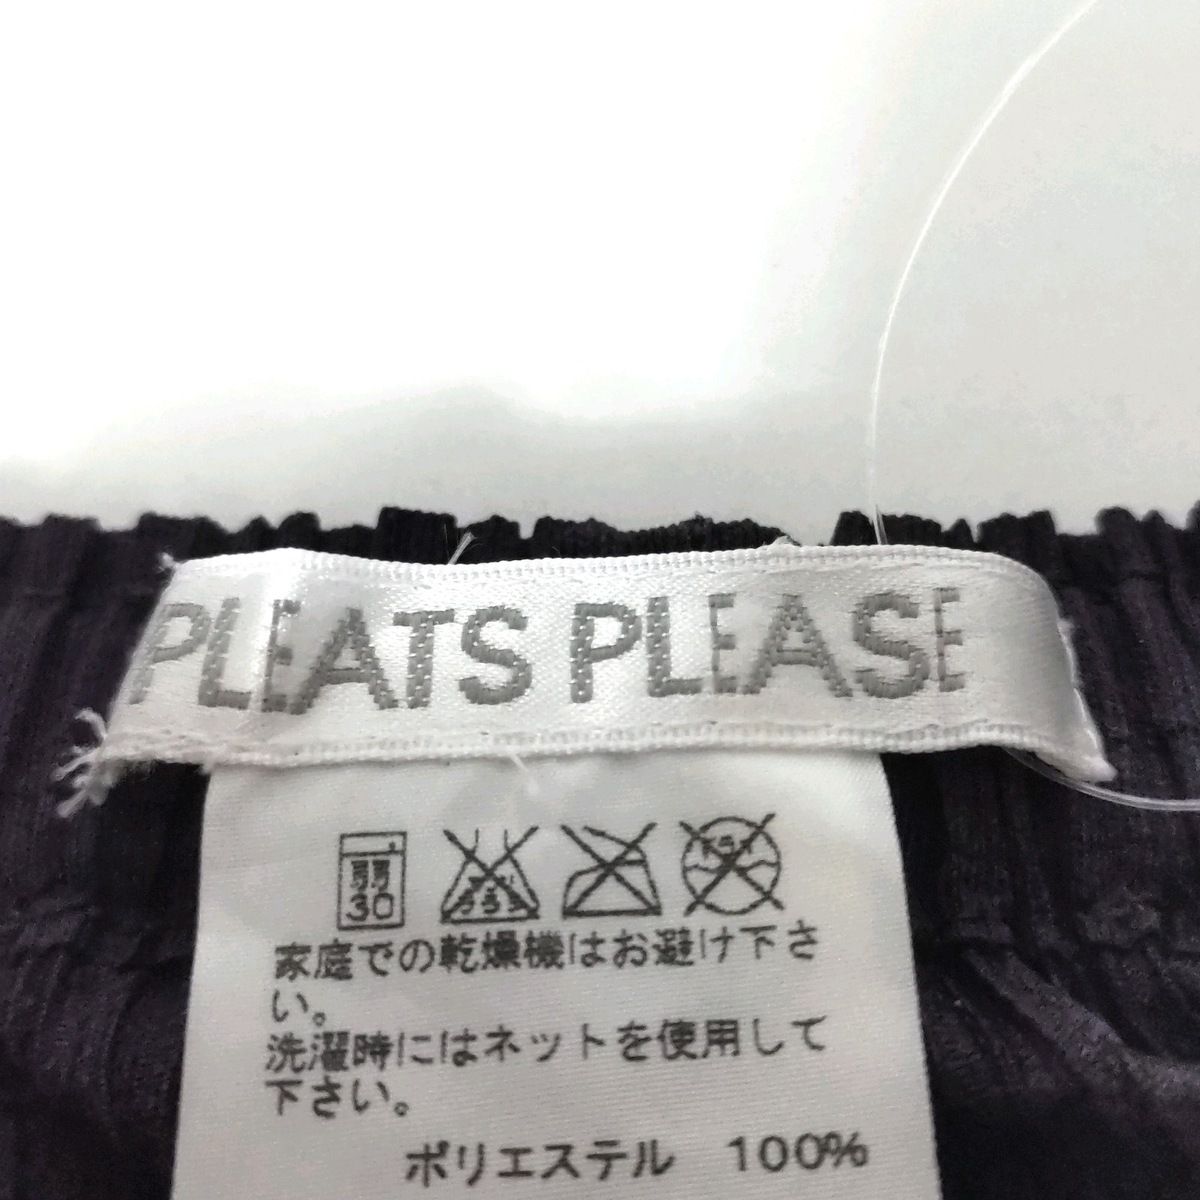 PLEATS PLEASE
弱
30
家庭での乾燥機はお避け下さ
い。
洗濯時にはネットを使用して
下さい。
ポリエステル 100%